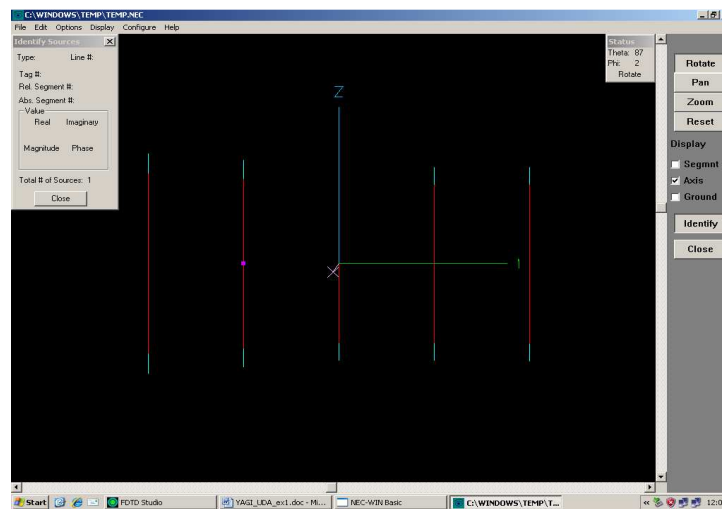 C:\WINDOWS\TEMP\TEMP.NEC
File Edit Options Display Configure Help
Identify Sources
Type: Line #:
Tag #:
Rel. Segment #:
Abs. Segment #:
Value
Real Imaginary
Magnitude Phase
Total # of Sources: 1
Close
Z
X
Status
Theta: 87
Phi: 2
Rotate
Rotate
Pan
Zoom
Reset
Display
Segmnt
Axis
Ground
Identify
Close
Start FDTD Studio YAGI_UDA_ex1.doc - Mi... NEC-WIN Basic C:\WINDOWS\TEMP\T... 12:0